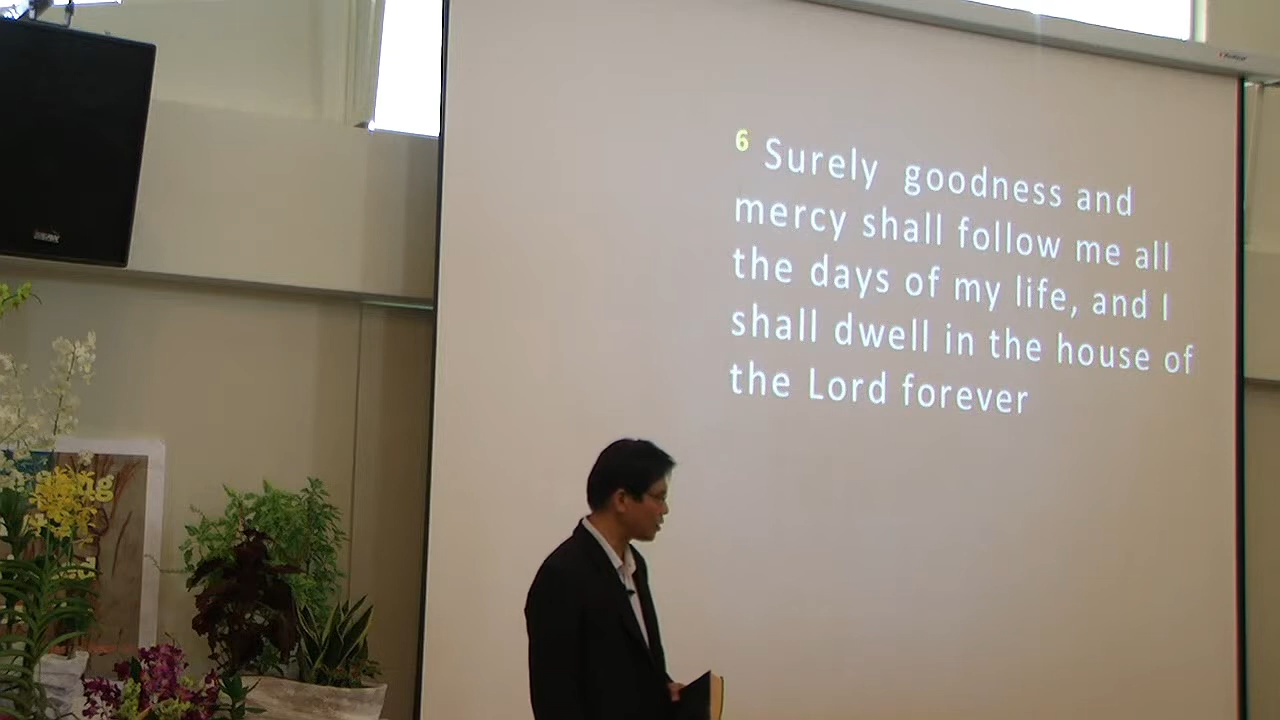 6 Surely goodness and
mercy shall follow me all
the days of my life, and I
shall dwell in the house of
the Lord forever